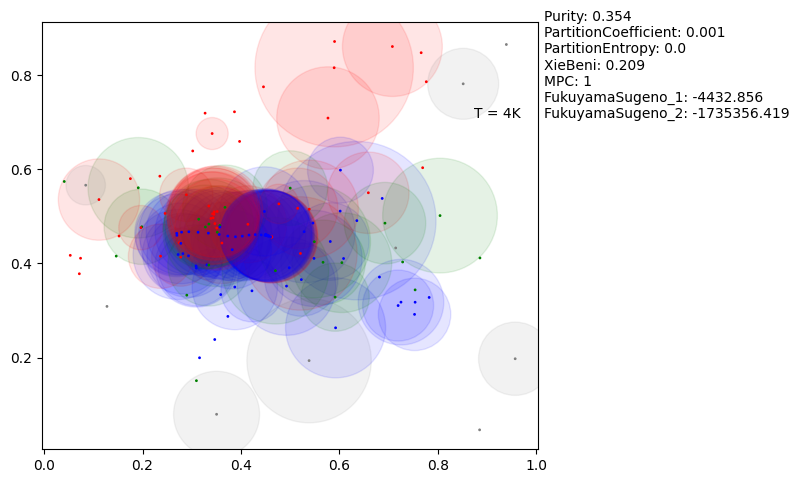 Purity: 0.354
PartitionCoefficient: 0.001
PartitionEntropy: 0.0
XieBeni: 0.209
MPC: 1
FukuyamaSugeno_1: -4432.856
FukuyamaSugeno_2: -1735356.419
T = 4K
0.8
0.6
0.4
0.2
0.0 0.2 0.4 0.6 0.8 1.0